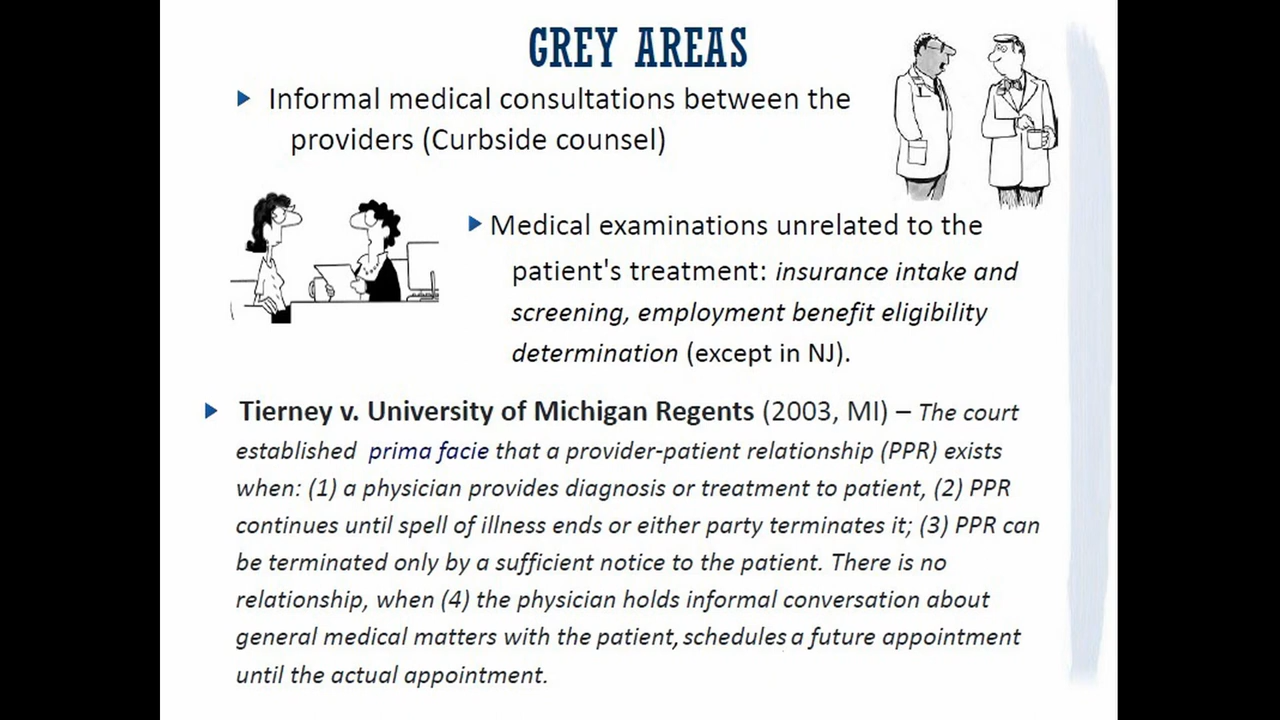 GREY AREAS
Informal medical consultations between the
providers (Curbside counsel)
Medical examinations unrelated to the
patient's treatment: insurance intake and
screening, employment benefit eligibility
determination (except in NJ).
Tierney v. University of Michigan Regents (2003, MI) – The court
established prima facie that a provider-patient relationship (PPR) exists
when: (1) a physician provides diagnosis or treatment to patient, (2) PPR
continues until spell of illness ends or either party terminates it; (3) PPR can
be terminated only by a sufficient notice to the patient. There is no
relationship, when (4) the physician holds informal conversation about
general medical matters with the patient, schedules a future appointment
until the actual appointment.